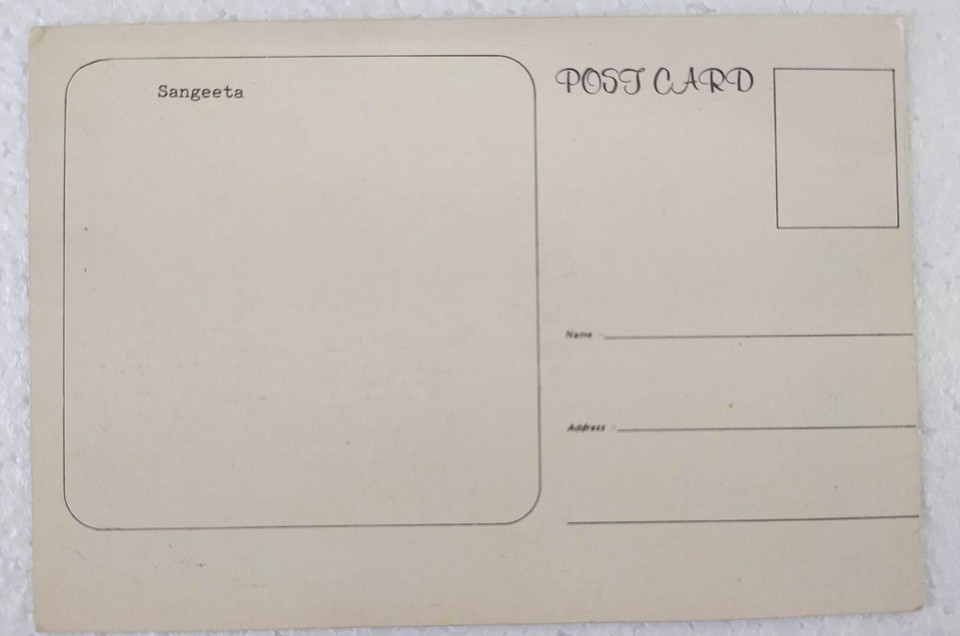 Sangeeta
POST CARD
Name :-
Address :-